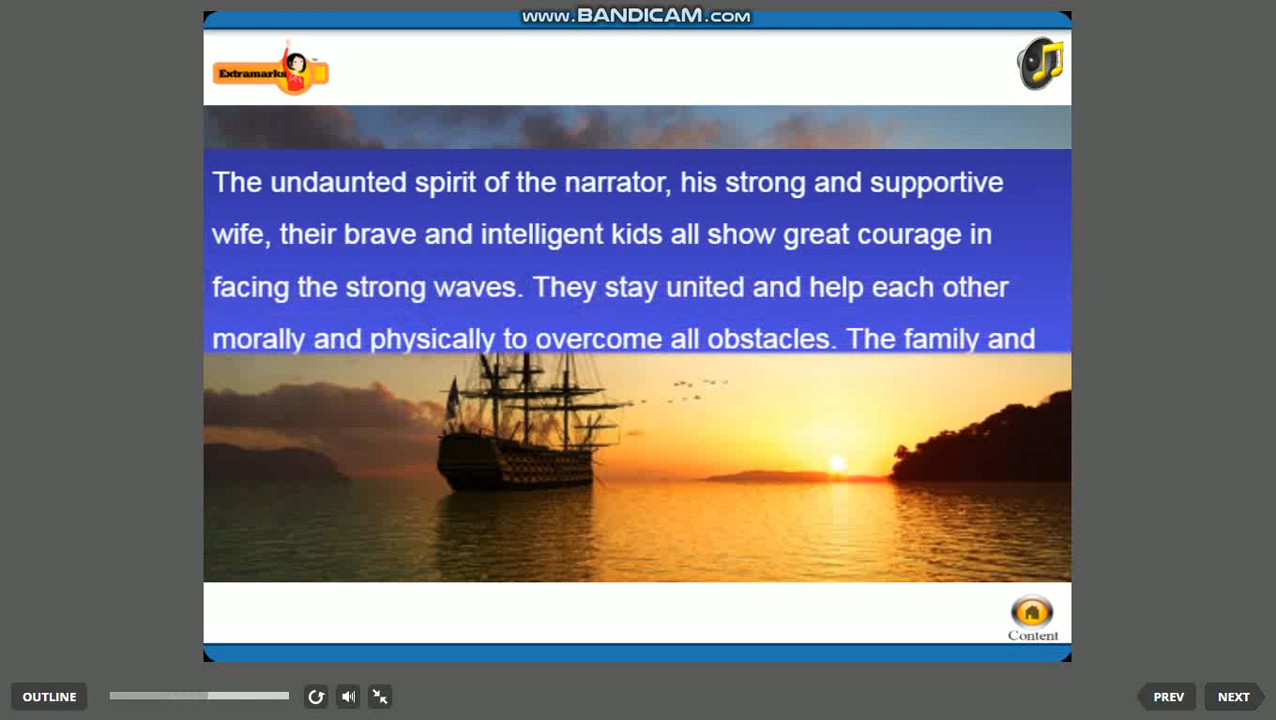 www.BANDICAM.com
Extramarks
The undaunted spirit of the narrator, his strong and supportive
wife, their brave and intelligent kids all show great courage in
facing the strong waves. They stay united and help each other
morally and physically to overcome all obstacles. The family and
Content
OUTLINE
PREV
NEXT